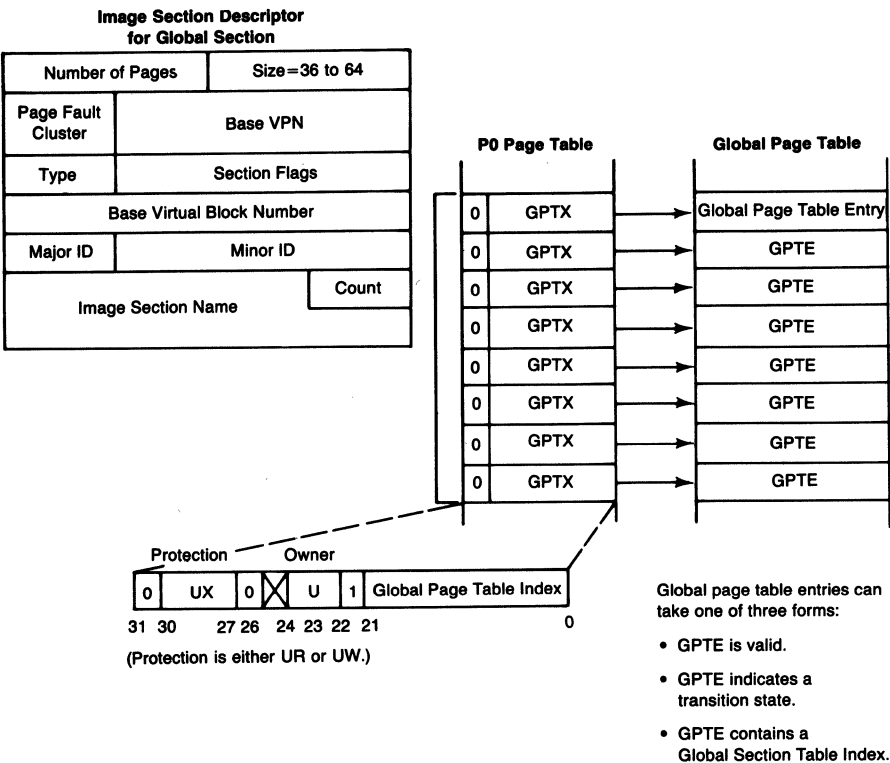 Image Section Descriptor
for Global Section
Number of Pages
Size=36 to 64
Page Fault
Cluster
Base VPN
Type
Section Flags
Base Virtual Block Number
Major ID
Minor ID
Count
Image Section Name
P0 Page Table
Global Page Table
0 GPTX
Global Page Table Entry
0 GPTX
GPTE
0 GPTX
GPTE
0 GPTX
GPTE
0 GPTX
GPTE
0 GPTX
GPTE
0 GPTX
GPTE
0 GPTX
GPTE
Protection
Owner
0 UX 0 U 1 Global Page Table Index
31 30 27 26 24 23 22 21 0
(Protection is either UR or UW.)
Global page table entries can
take one of three forms:
• GPTE is valid.
• GPTE indicates a
transition state.
• GPTE contains a
Global Section Table Index.